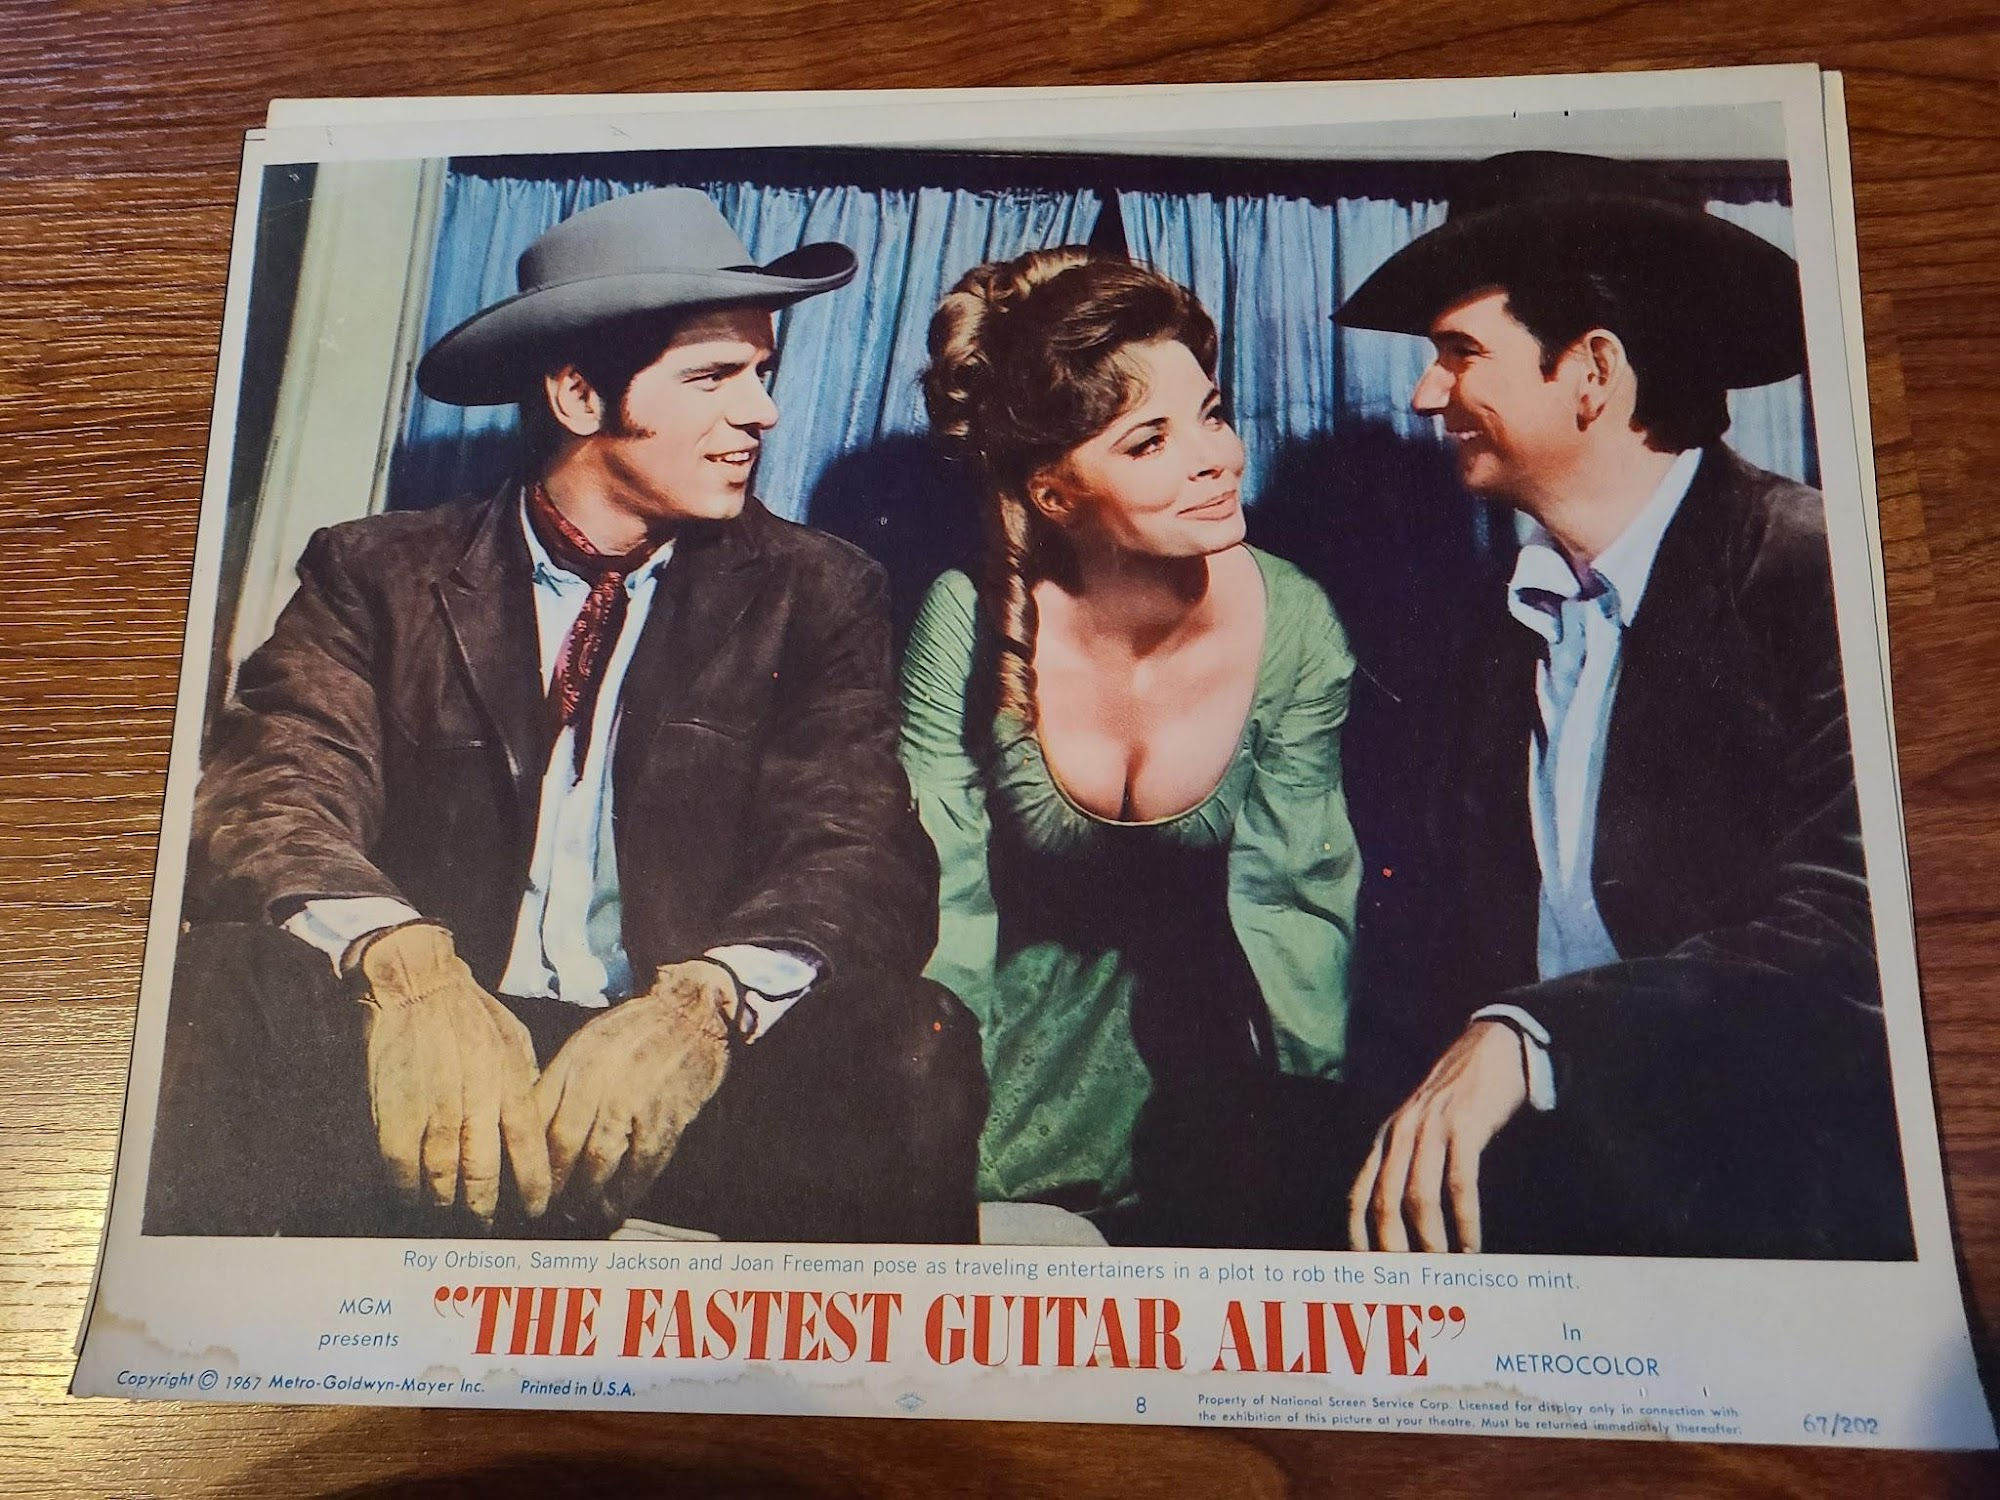 Roy Orbison, Sammy Jackson and Joan Freeman pose as traveling entertainers in a plot to rob the San Francisco mint.
MGM
presents
“THE FASTEST GUITAR ALIVE”
In
METROCOLOR
Copyright © 1967 Metro-Goldwyn-Mayer Inc. Printed in U.S.A.
8
Property of National Screen Service Corp. Licensed for display only in connection with
the exhibition of this picture at your theatre. Must be returned immediately thereafter.
67/202